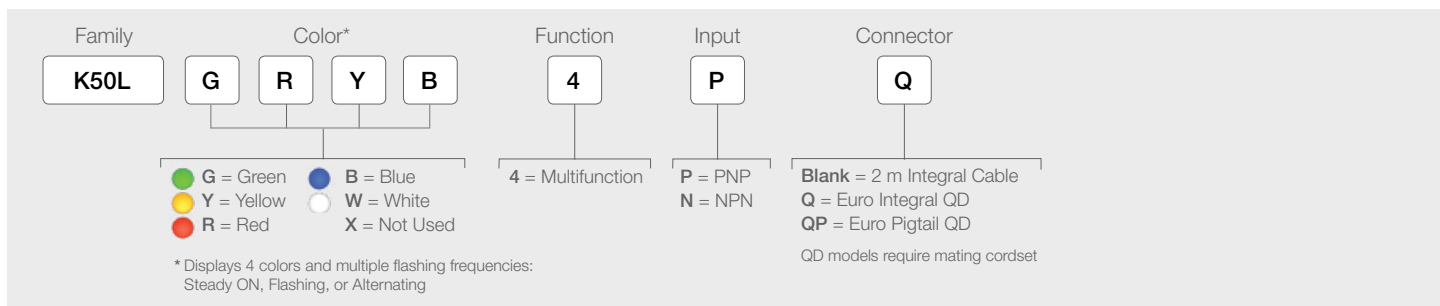 Family Color* Function Input Connector
K50L G R Y B 4 P Q
G = Green B = Blue 4 = Multifunction P = PNP Blank = 2 m Integral Cable
Y = Yellow W = White N = NPN Q = Euro Integral QD
R = Red X = Not Used QP = Euro Pigtail QD
QD models require mating cordset
* Displays 4 colors and multiple flashing frequencies:
Steady ON, Flashing, or Alternating